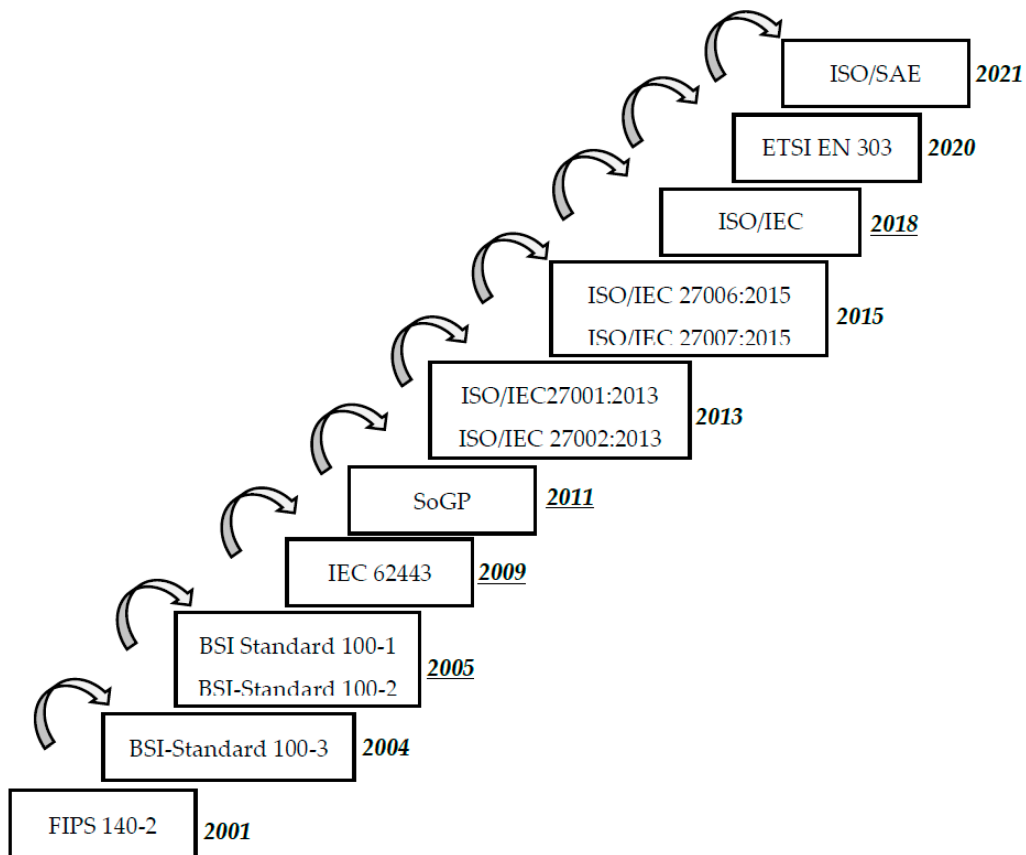 ISO/SAE 2021
ETSI EN 303 2020
ISO/IEC 2018
ISO/IEC 27006:2015
ISO/IEC 27007:2015
2015
ISO/IEC27001:2013
ISO/IEC 27002:2013
2013
SoGP 2011
IEC 62443 2009
BSI Standard 100-1
BSI-Standard 100-2
2005
BSI-Standard 100-3 2004
FIPS 140-2 2001